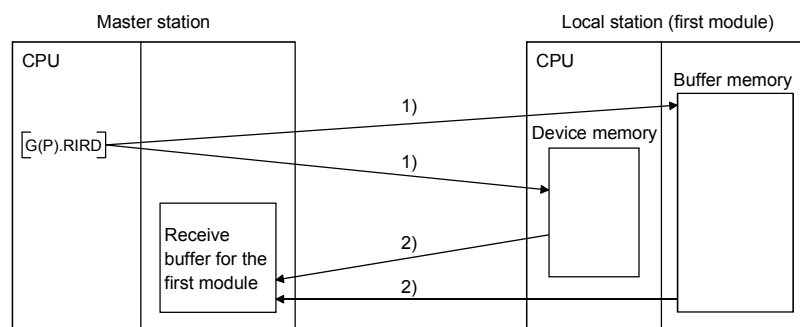 Master station
Local station (first module)
CPU
CPU
Buffer memory
1)
G(P).RIRD
Device memory
1)
Receive
buffer for the
first module
2)
2)